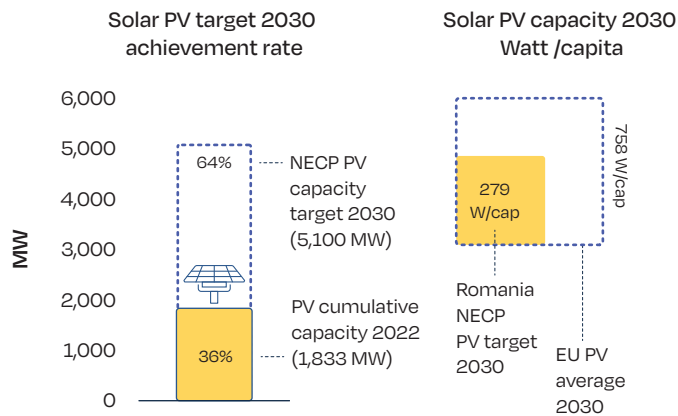 Solar PV target 2030
achievement rate
6,000
5,000
4,000
3,000
2,000
1,000
0
MW
64%
36%
NECP PV
capacity
target 2030
(5,100 MW)
PV cumulative
capacity 2022
(1,833 MW)
Solar PV capacity 2030
Watt /capita
758 W/cap
279
W/cap
Romania
NECP
PV target
2030
EU PV
average
2030